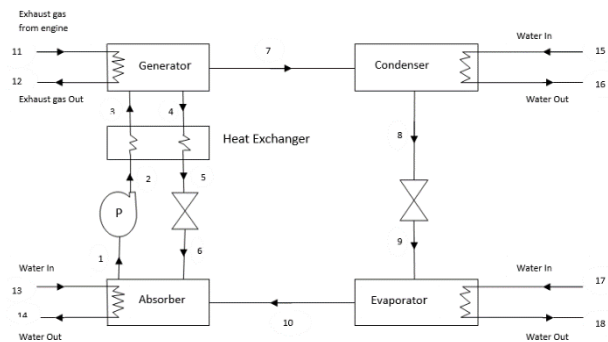 Exhaust gas
from engine
11
12
Exhaust gas Out
Generator
7
Condenser
Water In
15
16
Water Out
3
4
Heat Exchanger
8
2
5
P
1
6
9
Water In
13
14
Water Out
Absorber
10
Evaporator
Water In
17
18
Water Out